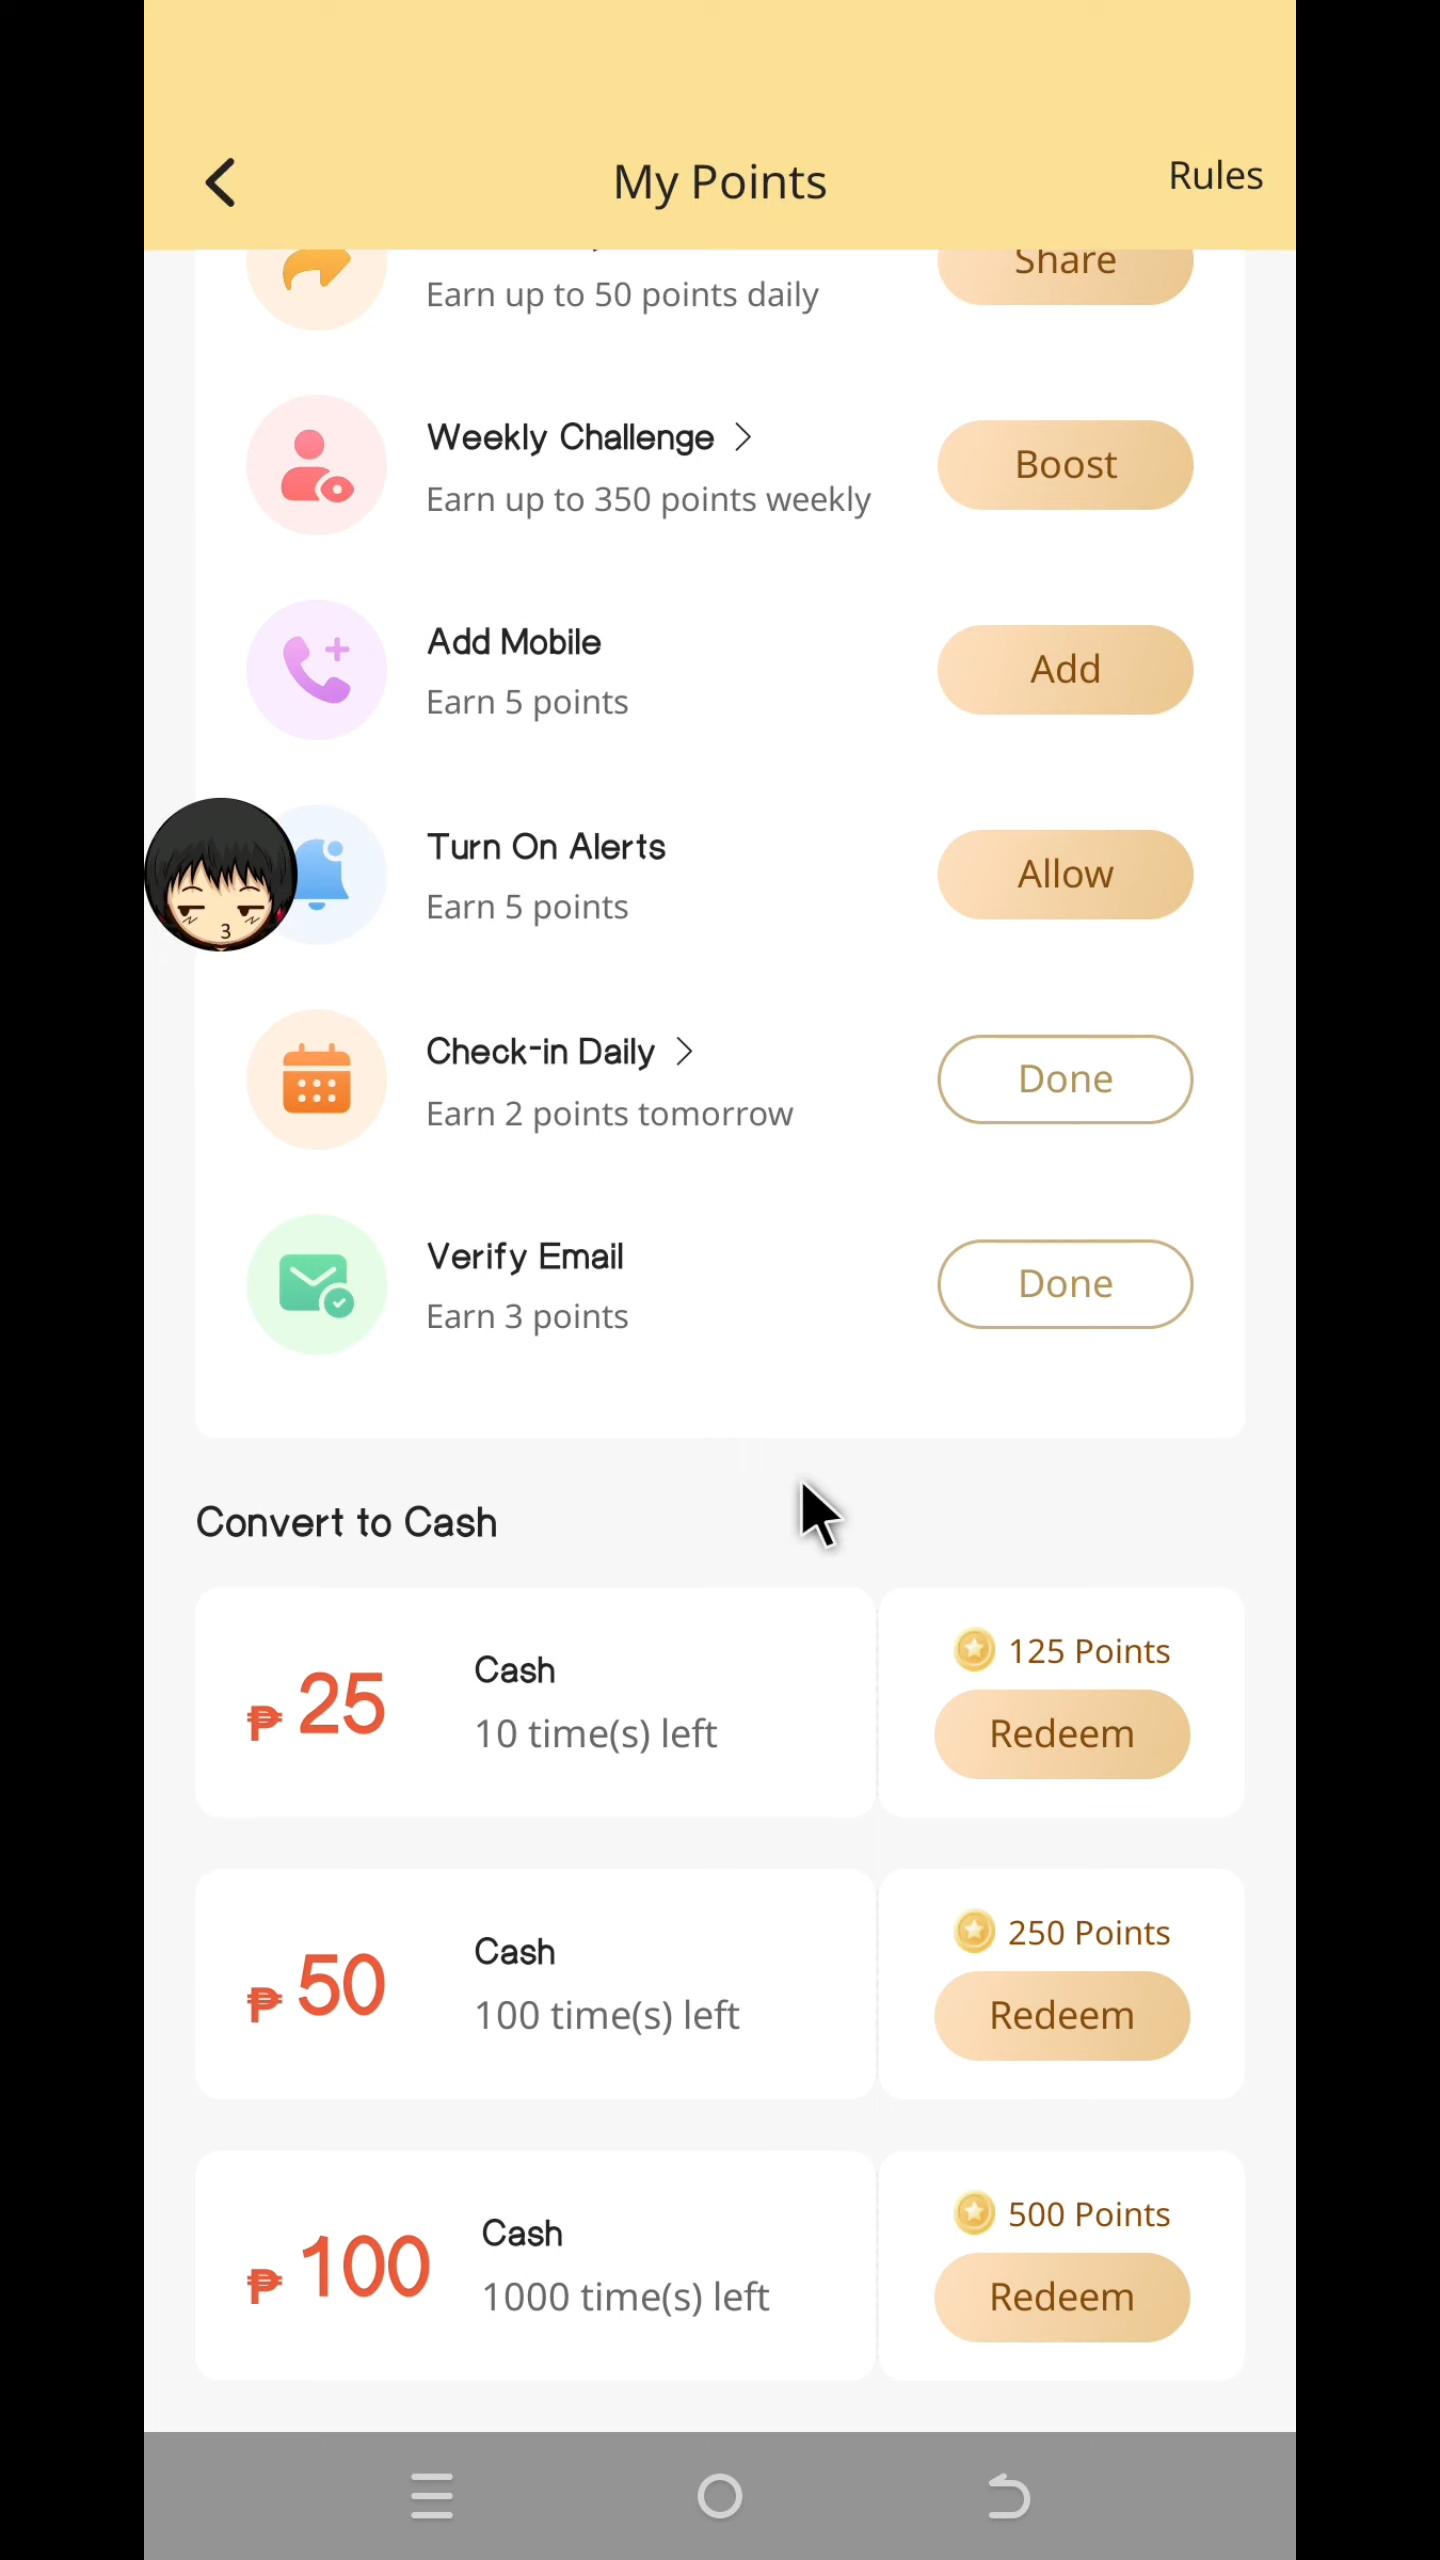 My Points
Rules
Share
Earn up to 50 points daily
Weekly Challenge
Earn up to 350 points weekly
Boost
Add Mobile
Earn 5 points
Add
Turn On Alerts
Earn 5 points
Allow
Check-in Daily
Earn 2 points tomorrow
Done
Verify Email
Earn 3 points
Done
Convert to Cash
₱ 25
Cash
10 time(s) left
125 Points
Redeem
₱ 50
Cash
100 time(s) left
250 Points
Redeem
₱ 100
Cash
1000 time(s) left
500 Points
Redeem